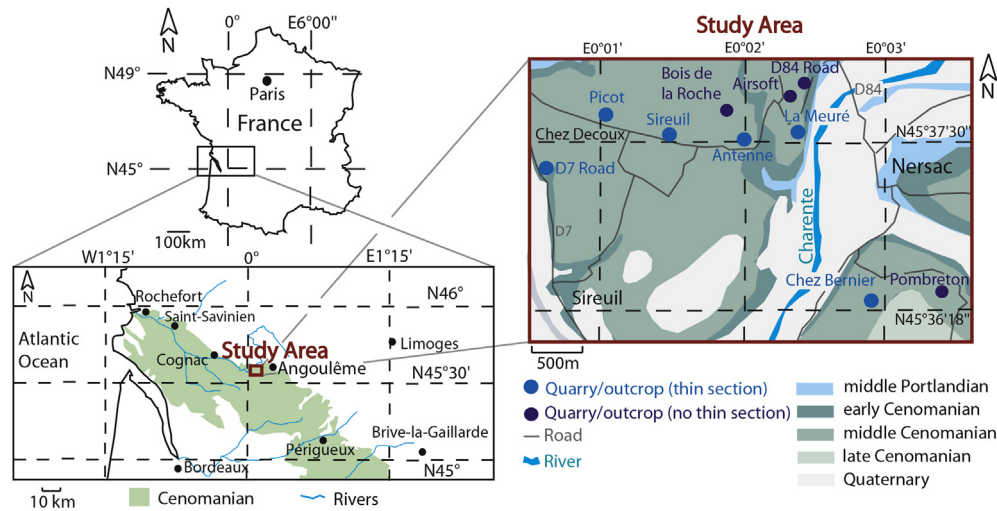 N
0°
E6°00"
N49°
Paris
France
N45°
100km
W1°15'
0°
E1°15'
N
N46°
Rochefort
Saint-Savinien
Atlantic
Ocean
Cognac
Study Area
Limoges
Angoulême
N45°30'
Brive-la-Gaillarde
Périgueux
Bordeaux
N45°
10 km
Cenomanian
Rivers
Study Area
E0°01'
E0°02'
E0°03'
N
D84 Road
Bois de
la Roche
Airsoft
D84
Picot
Sireuil
La Meuré
Chez Decoux
N45°37'30"
Antenne
Nersac
D7 Road
Charente
D7
Chez Bernier
Pombreton
Sireuil
N45°36'18"
500m
Quarry/outcrop (thin section)
Quarry/outcrop (no thin section)
Road
River
middle Portlandian
early Cenomanian
middle Cenomanian
late Cenomanian
Quaternary